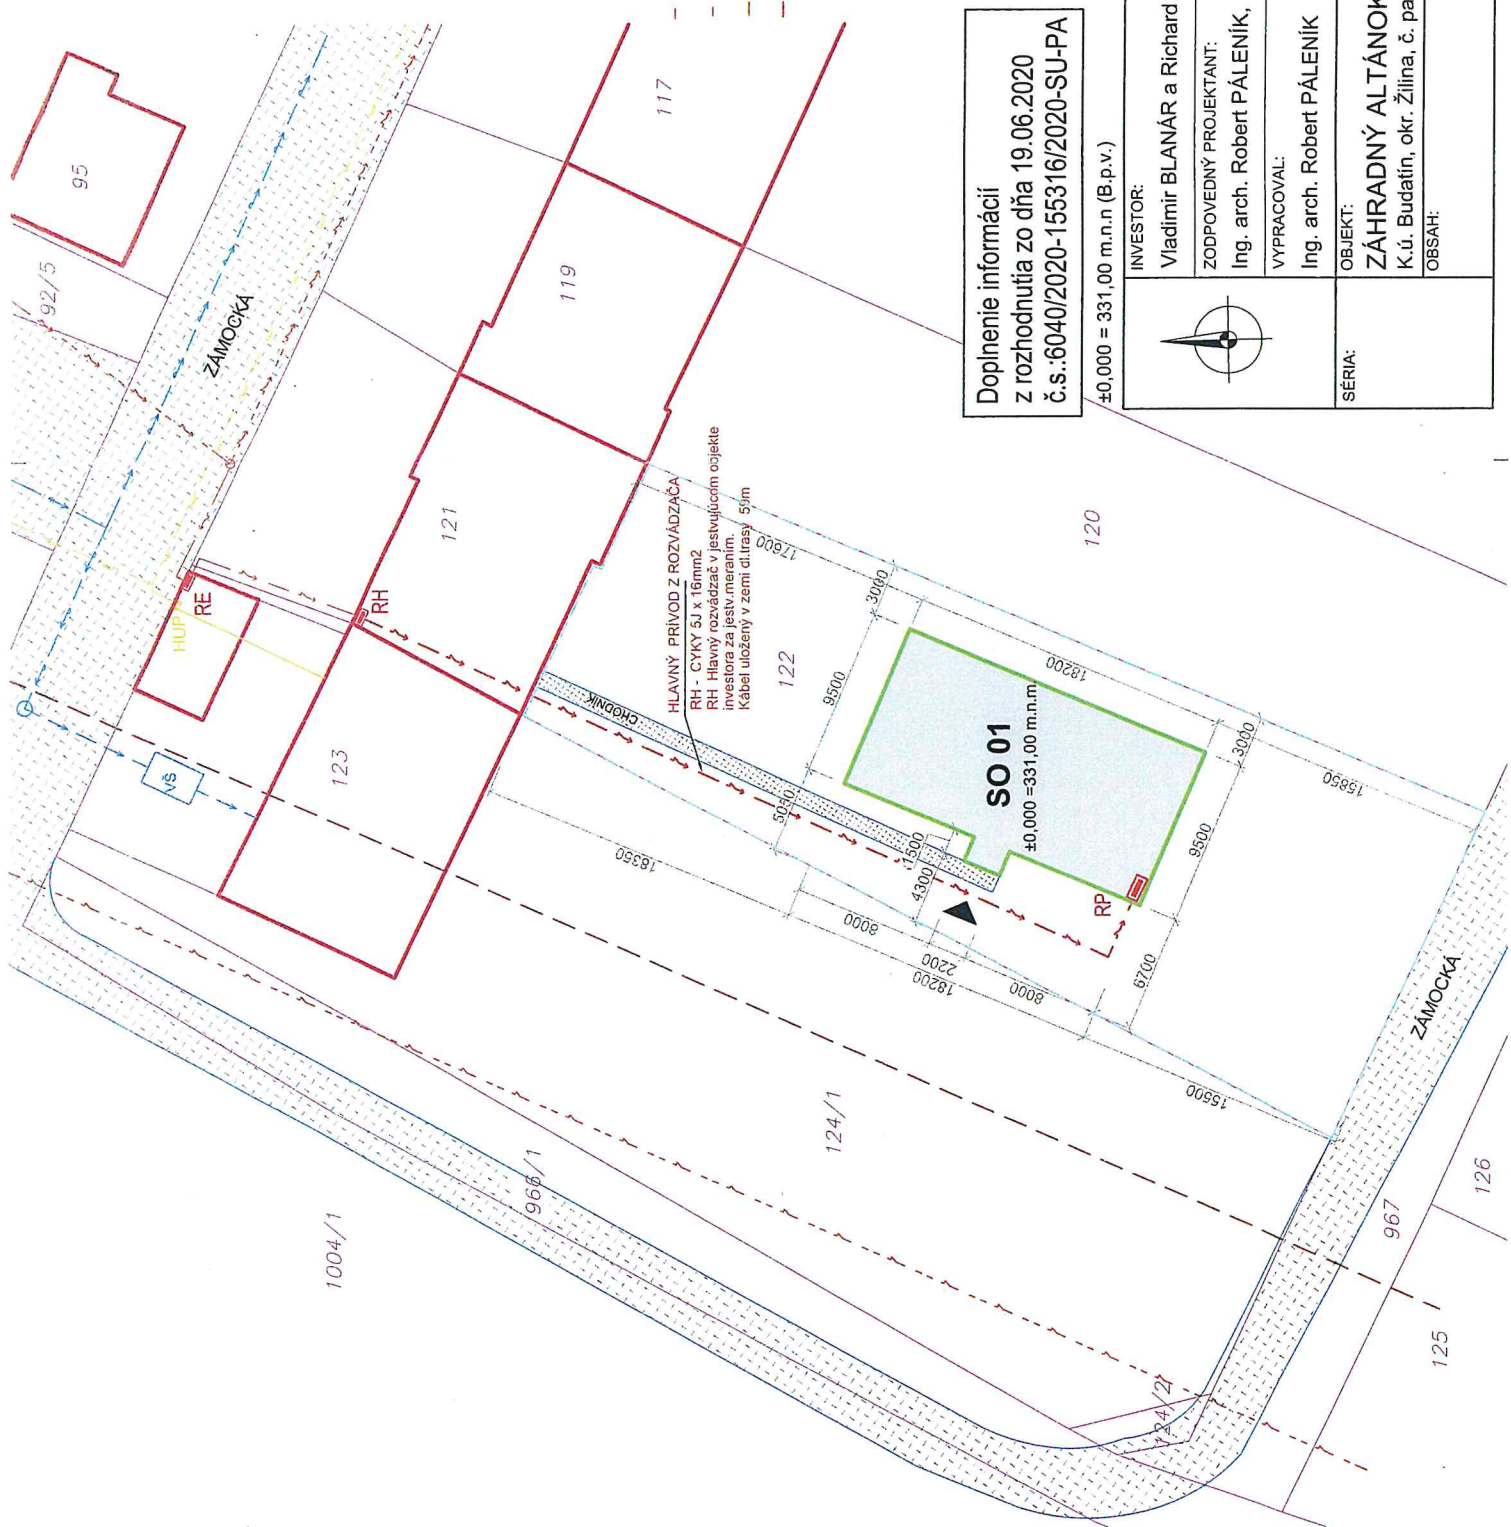 95
92/5
ZÁMOCKÁ
117
119
121
123
HUP
RE
RH
VŠ
HLAVNÝ PRÍVOD Z ROZVÁDZAČA
RH - CYKY 5J x 16mm2
RH Hlavný rozvádzač v jestvujúcom objekte
investora za jestv.meraním.
Kábel uložený v zemi dl.trasy 59m
CHODNÍK
122
120
17600
3000
9500
18200
5050
18350
1600
4300
8000
2200
18200
8000
SO 01
±0,000 =331,00 m.n.m.
RP
3000
9500
6700
15850
15500
ZÁMOCKÁ
1004/1
966/1
124/1
124/2
967
126
125
Doplnenie informácií
z rozhodnutia zo dňa 19.06.2020
č.s.:6040/2020-155316/2020-SU-PA
±0,000 = 331,00 m.n.m (B.p.v.)
INVESTOR:
Vladimír BLANÁR a Richard
ZODPOVEDNÝ PROJEKTANT:
Ing. arch. Robert PÁLENÍK,
VYPRACOVAL:
Ing. arch. Robert PÁLENÍK
SÉRIA:
OBJEKT:
ZÁHRADNÝ ALTÁNOK
K.ú. Budatín, okr. Žilina, č. pa
OBSAH: